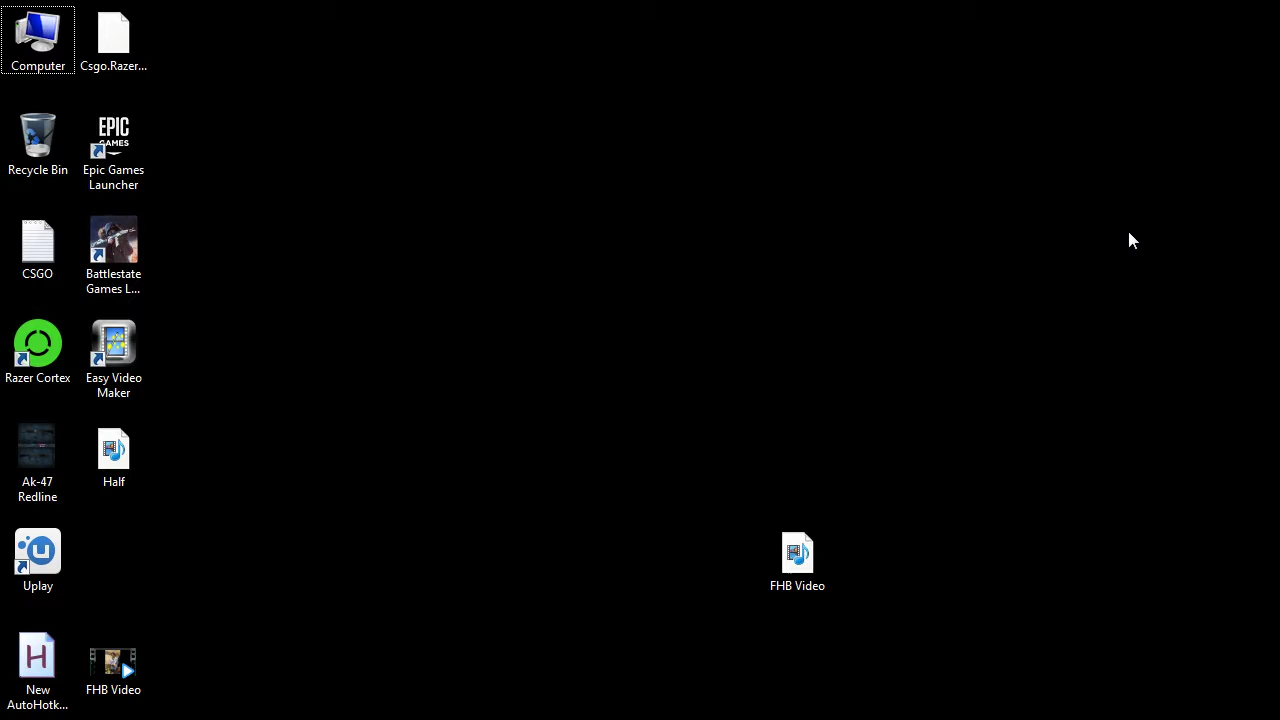 Computer
Csgo.Razer...
Recycle Bin
EPIC
GAMES
Epic Games
Launcher
CSGO
Battlestate
Games L...
Razer Cortex
Easy Video
Maker
Ak-47
Redline
Half
Uplay
FHB Video
H
New
AutoHotk...
FHB Video